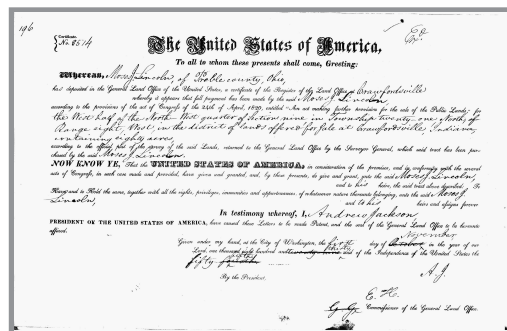 196
Ex'd.
Certificate
No. 8514
The United States of America,
To all to whom these presents shall come, Greeting:
Whereas, Moses J. Lincoln, of Preble county, Ohio,
has deposited in the General Land Office of the United States, a certificate of the Register of the Land Office at Crawfordsville
whereby it appears that full payment has been made by the said Moses J. Lincoln
according to the provisions of the act of Congress of the 24th of April, 1820, entitled "An act making further provision for the sale of the Public Lands," for
the West half of the North West quarter of Section nine in Township twenty one North of
Range eight, West, in the district of lands offered for sale at Crawfordsville, Indiana,
containing eighty acres
according to the official plat of the survey of the said Lands, returned to the General Land Office by the Surveyor General, which said tract has been pur-
chased by the said Moses J. Lincoln
NOW KNOW YE, That the UNITED STATES OF AMERICA, in consideration of the premises, and in conformity with the several
acts of Congress, in such case made and provided, have given and granted, and, by these presents, do give and grant, unto the said Moses J. Lincoln,
and to his heirs, the said tract above described: To
Have and to Hold the same, together with all the rights, privileges, immunities and appurtenances of whatsoever nature thereunto belonging, unto the said Moses J.
Lincoln, and to his heirs and assigns forever
In testimony whereof, I, Andrew Jackson,
PRESIDENT OF THE UNITED STATES OF AMERICA, have caused these Letters to be made Patent, and the seal of the General Land Office to be hereunto
affixed.
November
Given under my hand, at the City of Washington, the first day of October in the year of our
Lord, one thousand eight hundred and thirty and of the Independence of the United States the
fifty
By the President,
A. J.
E. H.
Commissioner of the General Land Office.